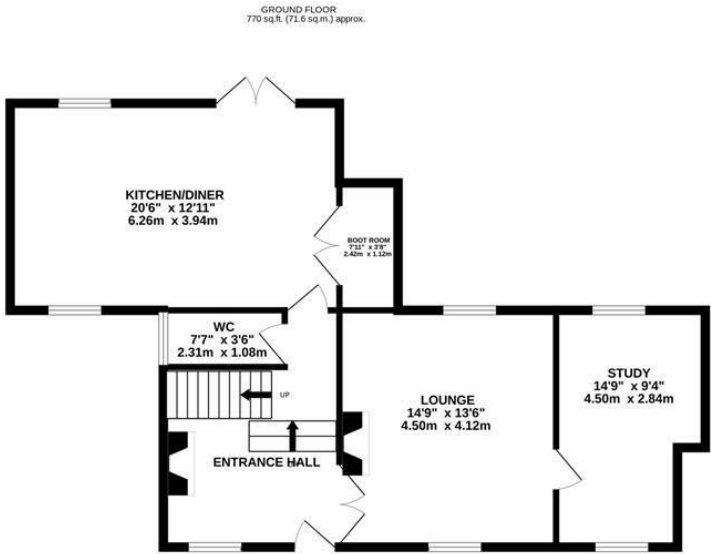 GROUND FLOOR
770 sq.ft. (71.6 sq.m.) approx.
KITCHEN/DINER
20'6" x 12'11"
6.26m x 3.94m
BOOT ROOM
7'11" x 3'8"
2.42m x 1.12m
WC
7'7" x 3'6"
2.31m x 1.08m
UP
LOUNGE
14'9" x 13'6"
4.50m x 4.12m
STUDY
14'9" x 9'4"
4.50m x 2.84m
ENTRANCE HALL